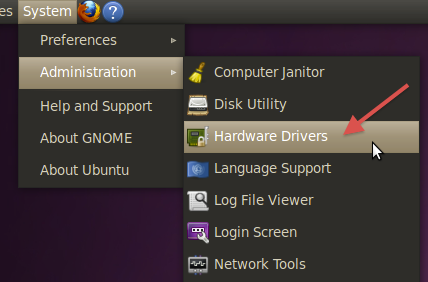 es System
Preferences
Administration
Help and Support
About GNOME
About Ubuntu
Computer Janitor
Disk Utility
Hardware Drivers
Language Support
Log File Viewer
Login Screen
Network Tools